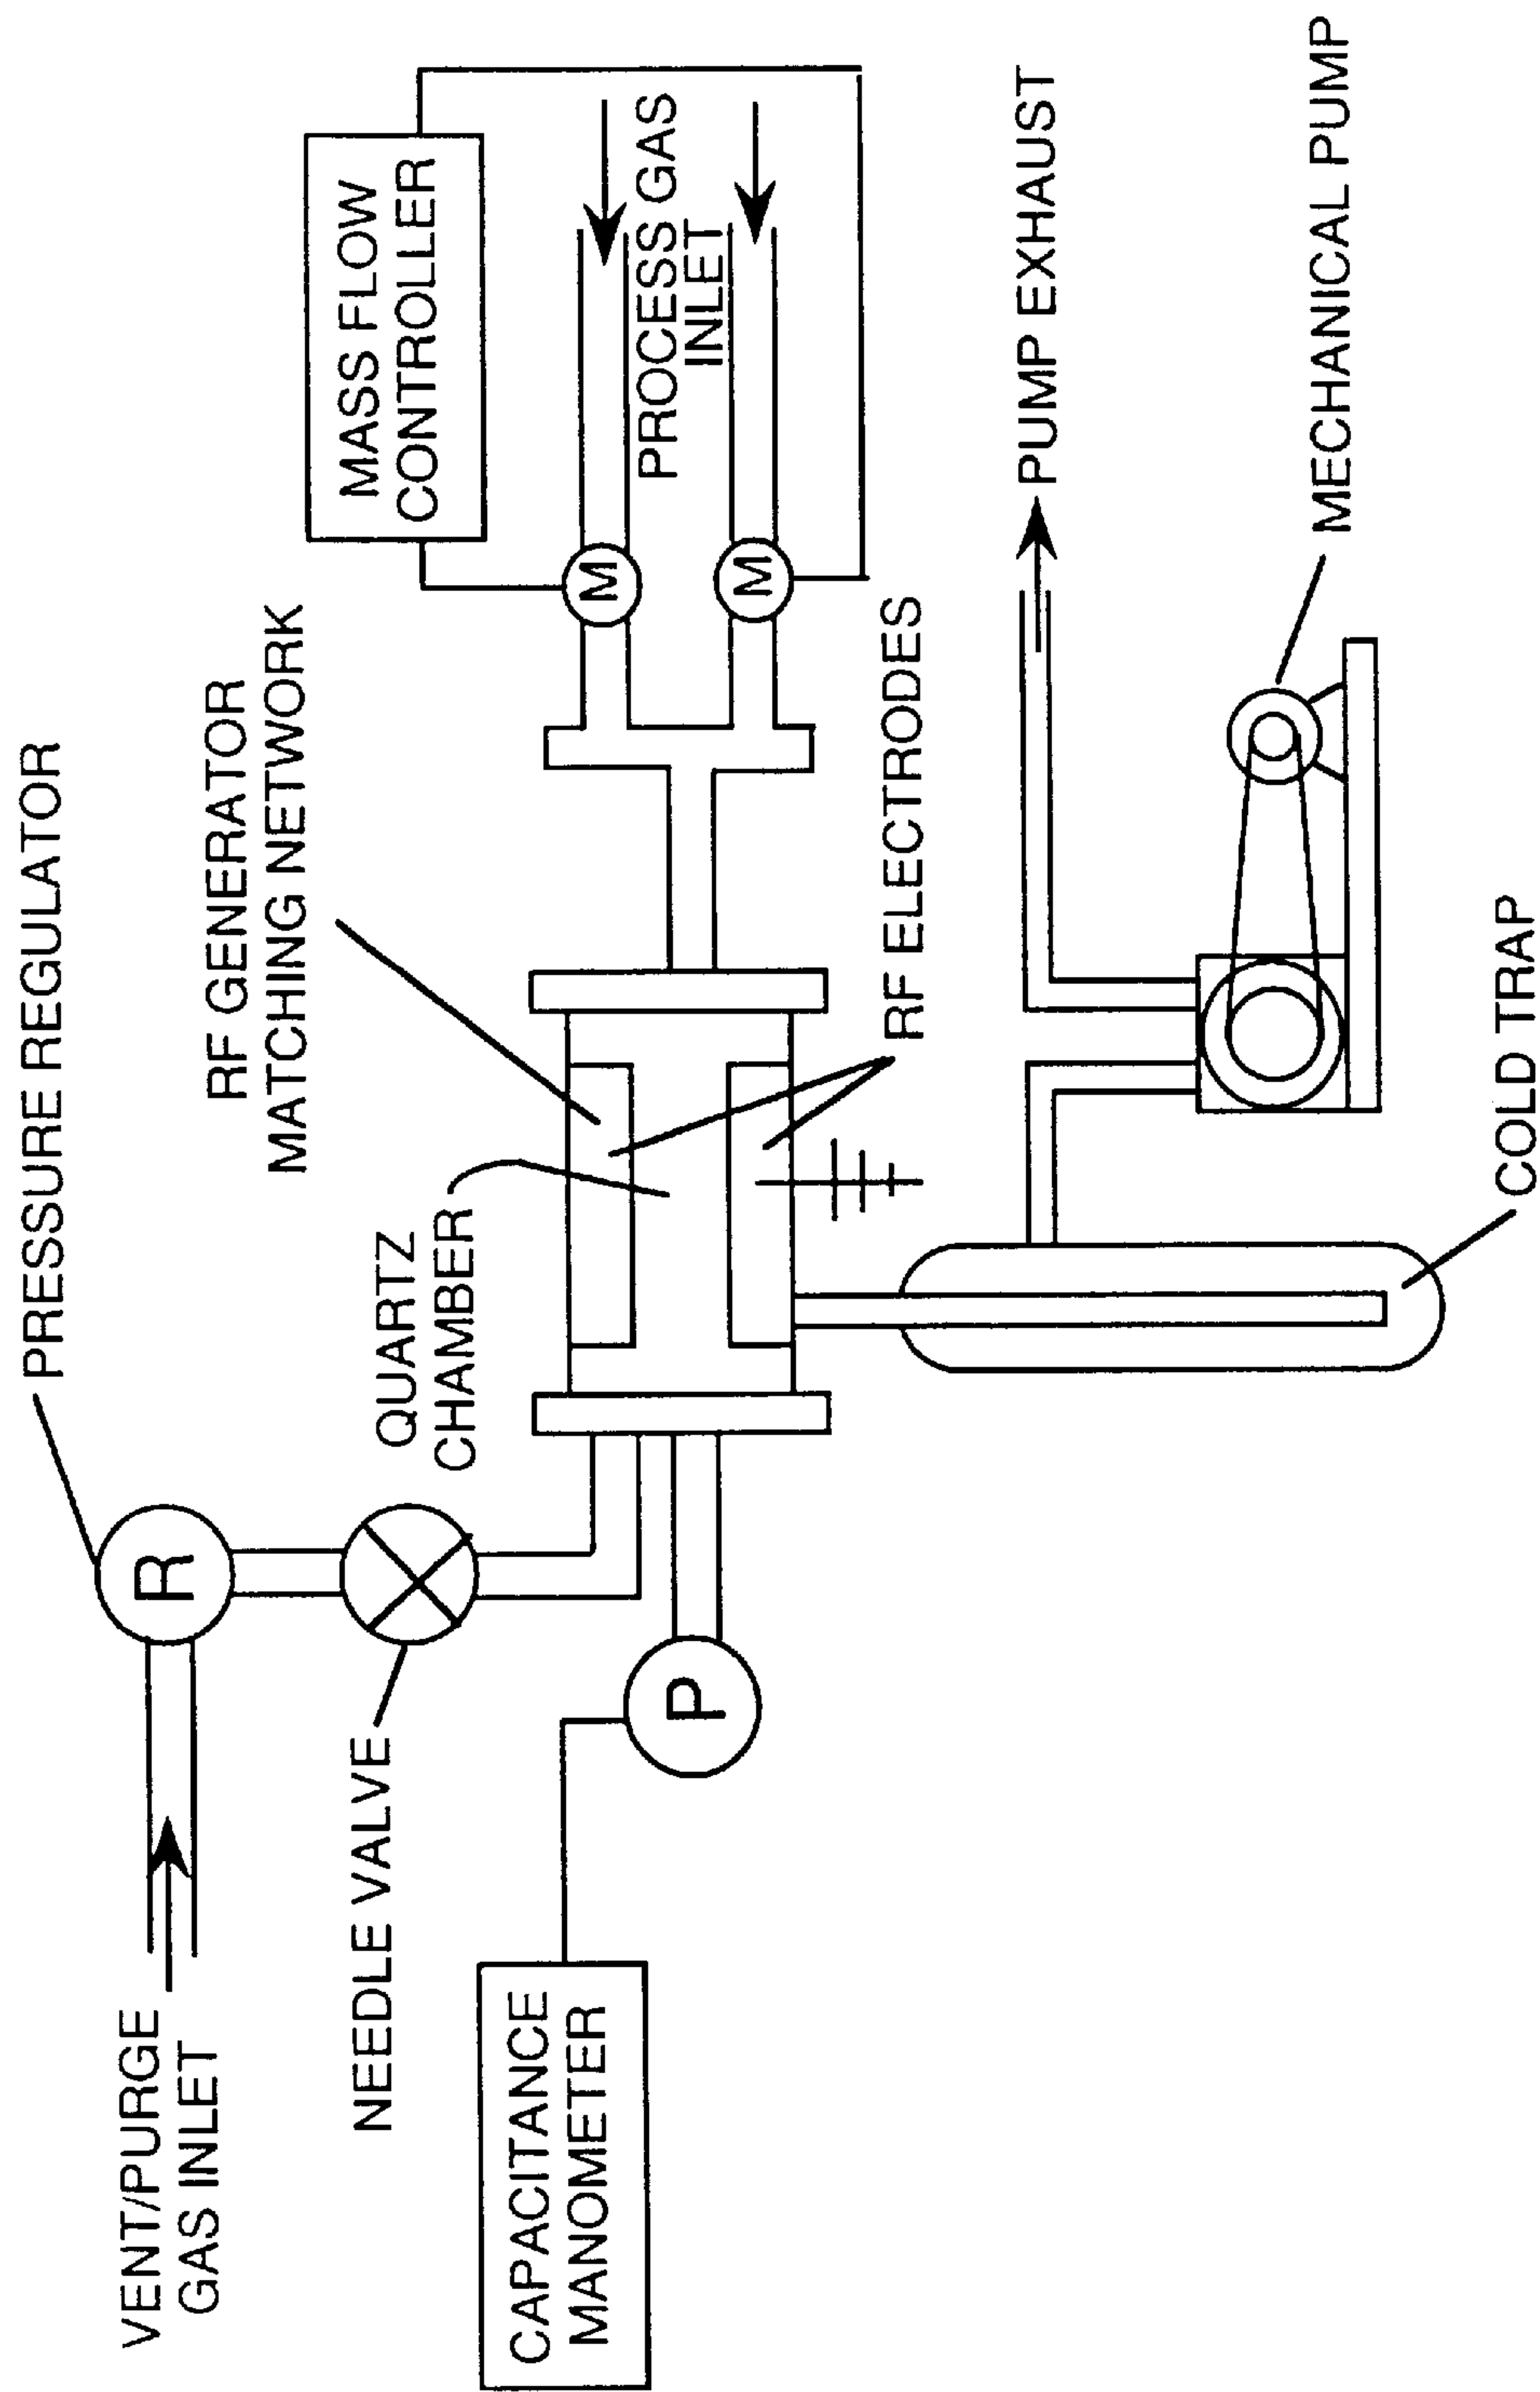 VENT/PURGE
GAS INLET
PRESSURE REGULATOR
R
NEEDLE VALVE
RF GENERATOR
MATCHING NETWORK
QUARTZ
CHAMBER
MASS FLOW
CONTROLLER
CAPACITANCE
MANOMETER
P
M
M
PROCESS GAS
INLET
RF ELECTRODES
PUMP EXHAUST
MECHANICAL PUMP
COLD TRAP